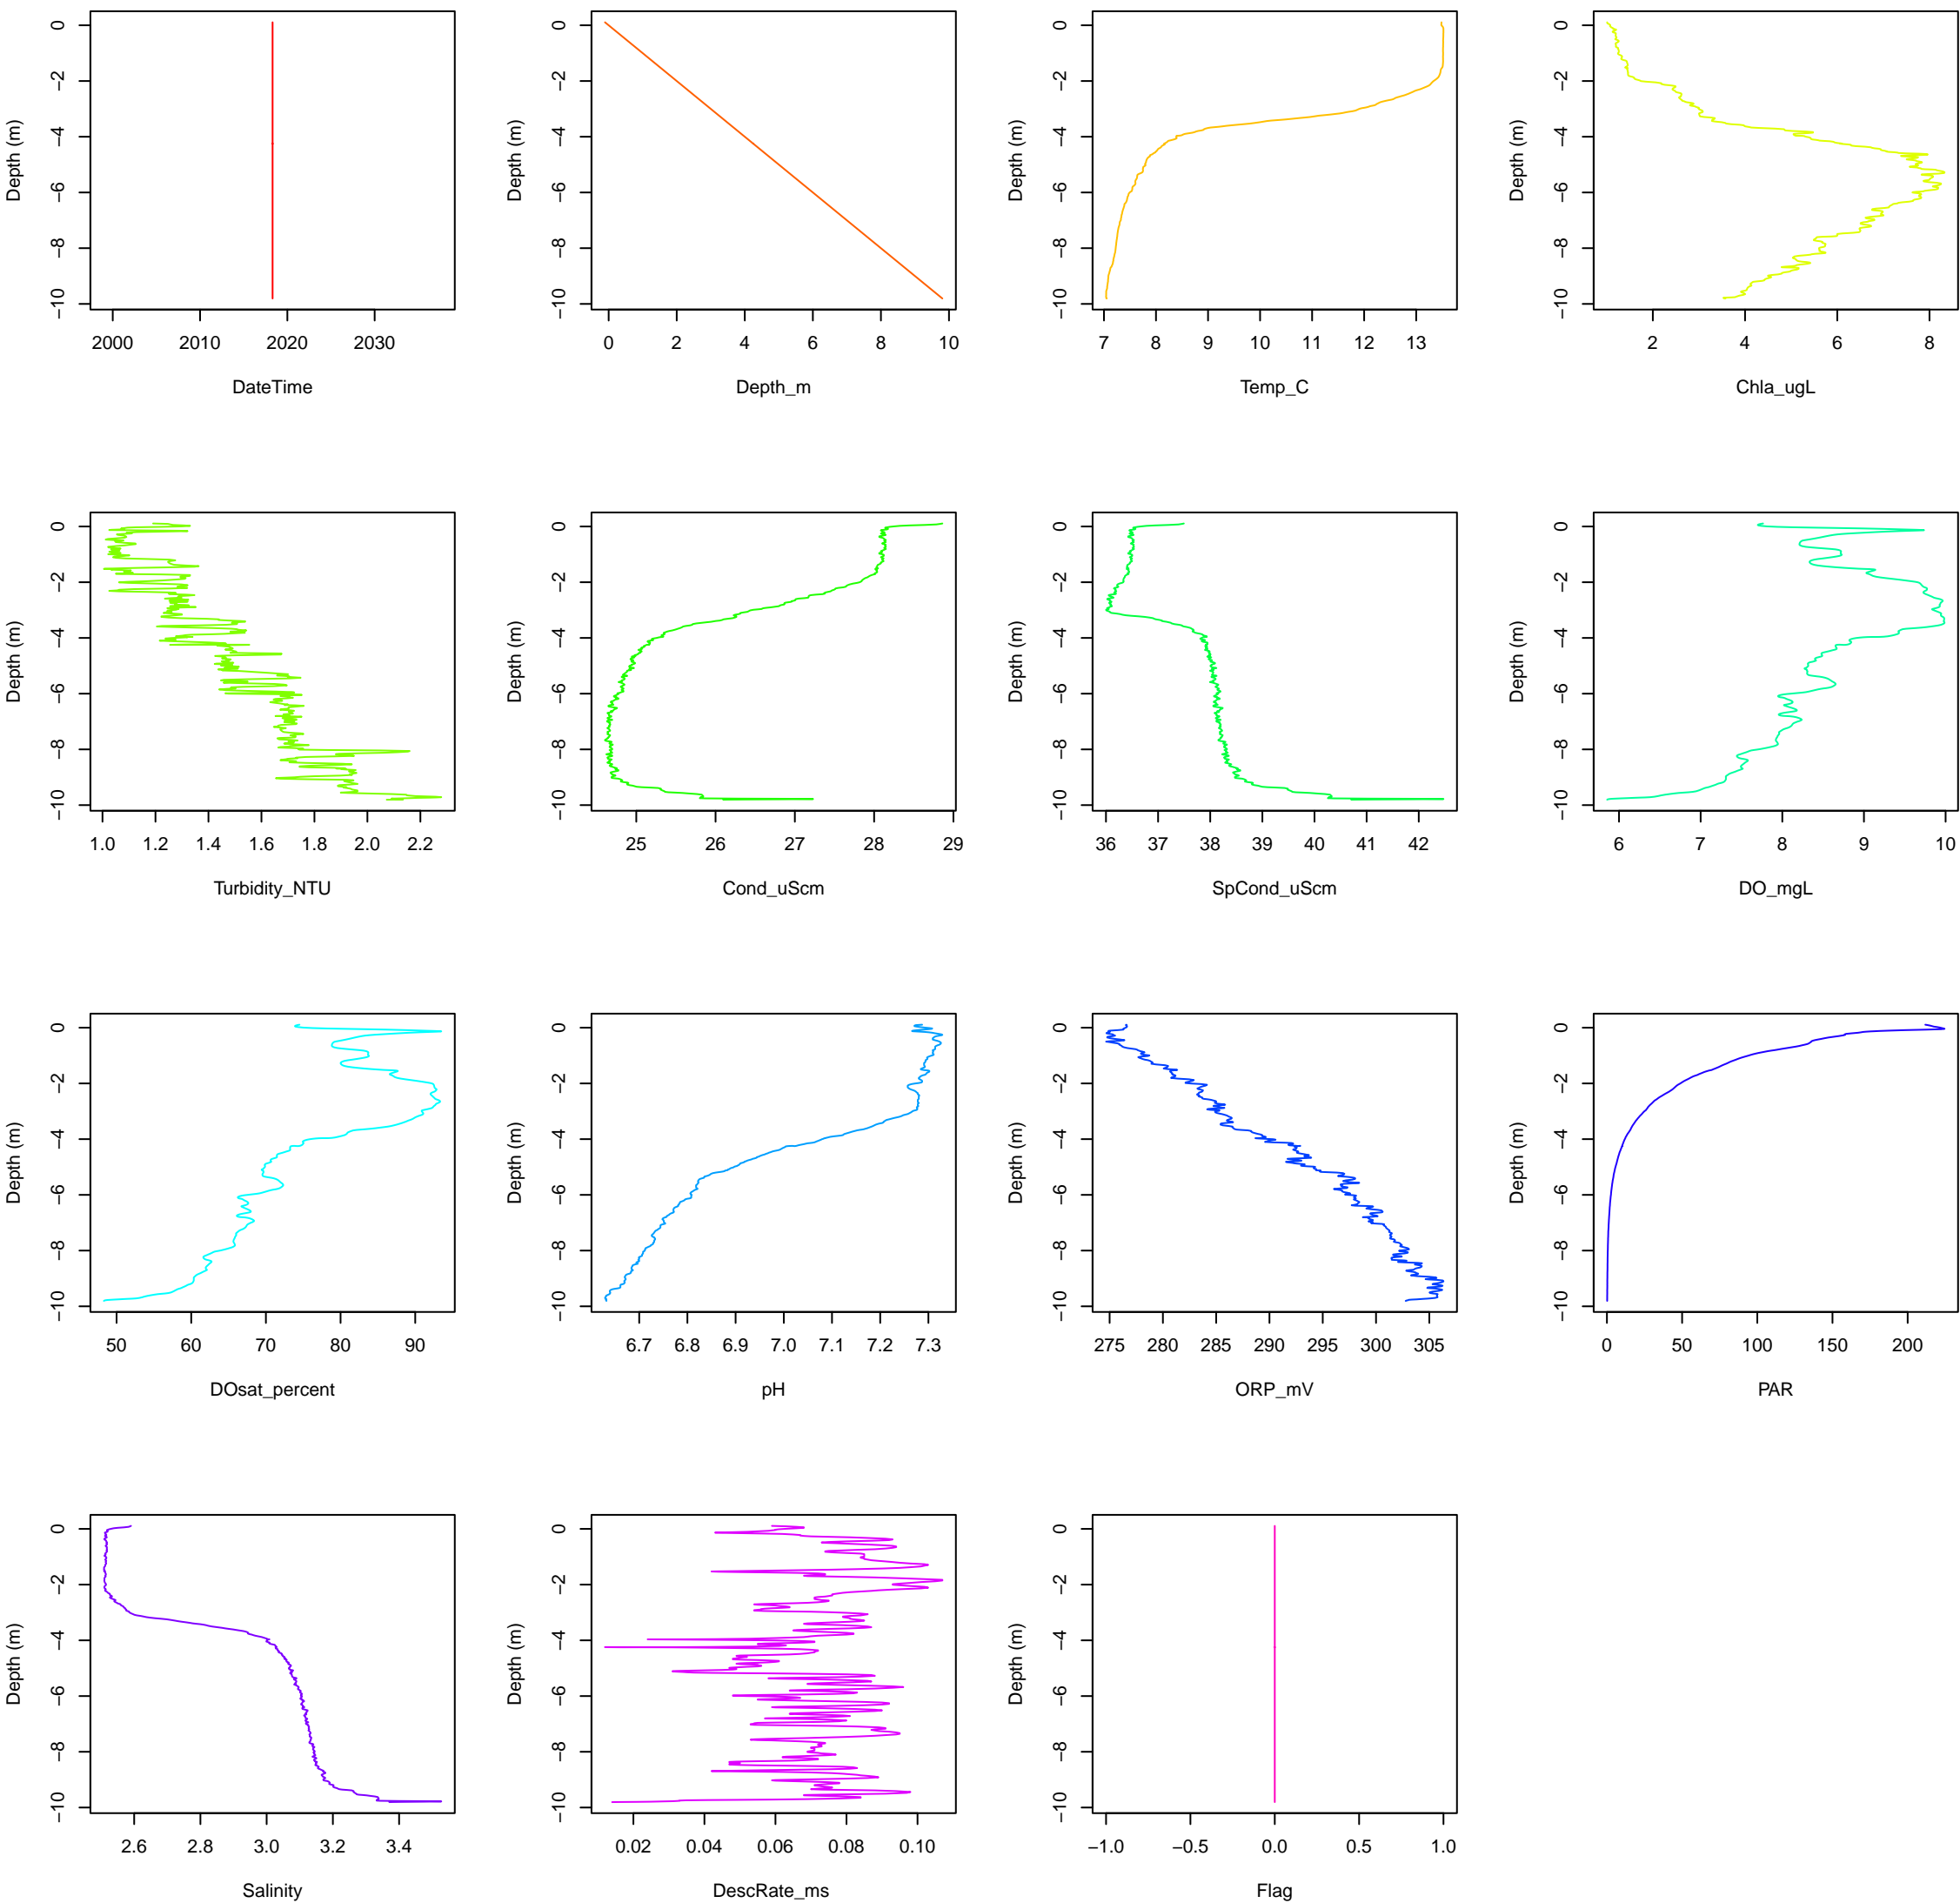 Depth (m)
0
−2
−4
−6
−8
−10
2000 2010 2020 2030
DateTime
Depth (m)
0
−2
−4
−6
−8
−10
0 2 4 6 8 10
Depth_m
Depth (m)
0
−2
−4
−6
−8
−10
7 8 9 10 11 12 13
Temp_C
Depth (m)
0
−2
−4
−6
−8
−10
2 4 6 8
Chla_ugL
Depth (m)
0
−2
−4
−6
−8
−10
1.0 1.2 1.4 1.6 1.8 2.0 2.2
Turbidity_NTU
Depth (m)
0
−2
−4
−6
−8
−10
25 26 27 28 29
Cond_uScm
Depth (m)
0
−2
−4
−6
−8
−10
36 37 38 39 40 41 42
SpCond_uScm
Depth (m)
0
−2
−4
−6
−8
−10
6 7 8 9 10
DO_mgL
Depth (m)
0
−2
−4
−6
−8
−10
50 60 70 80 90
DOsat_percent
Depth (m)
0
−2
−4
−6
−8
−10
6.7 6.8 6.9 7.0 7.1 7.2 7.3
pH
Depth (m)
0
−2
−4
−6
−8
−10
275 280 285 290 295 300 305
ORP_mV
Depth (m)
0
−2
−4
−6
−8
−10
0 50 100 150 200
PAR
Depth (m)
0
−2
−4
−6
−8
−10
2.6 2.8 3.0 3.2 3.4
Salinity
Depth (m)
0
−2
−4
−6
−8
−10
0.02 0.04 0.06 0.08 0.10
DescRate_ms
Depth (m)
0
−2
−4
−6
−8
−10
−1.0 −0.5 0.0 0.5 1.0
Flag